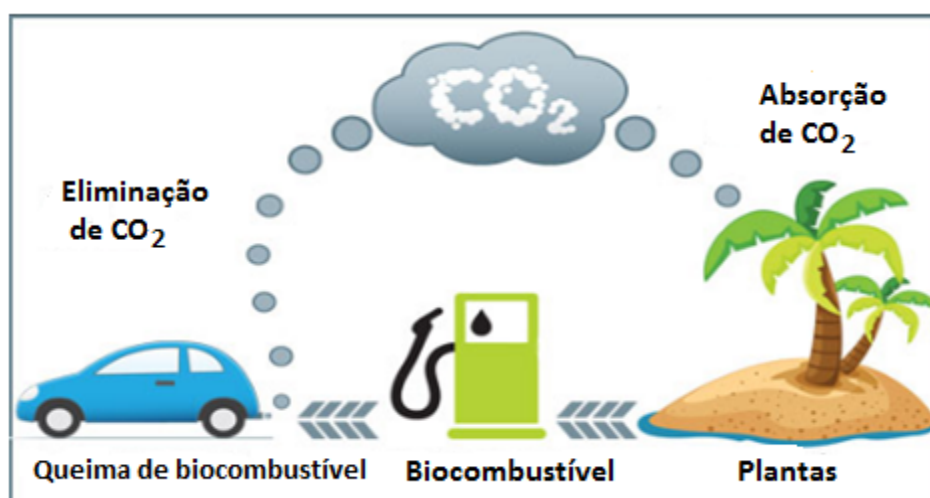 CO₂
Absorção
de CO₂
Eliminação
de CO₂
Queima de biocombustível
Biocombustível
Plantas